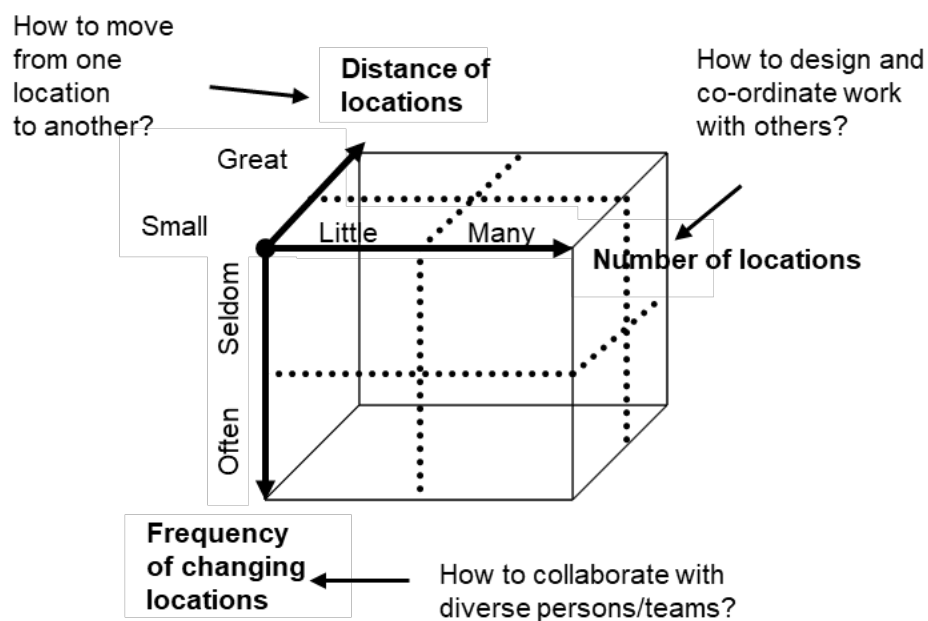 How to move
from one
location
to another?
Distance of
locations
How to design and
co-ordinate work
with others?
Great
Small
Little
Many
Number of locations
Seldom
Often
Frequency
of changing
locations
How to collaborate with
diverse persons/teams?